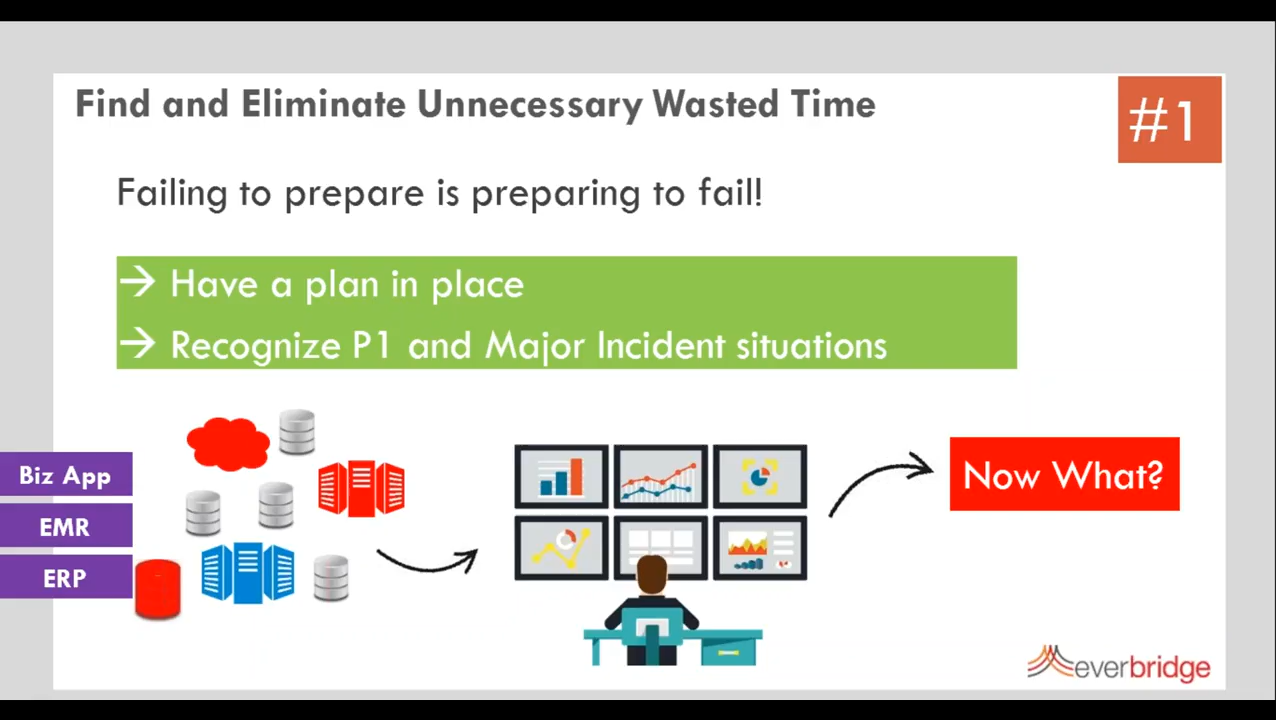 Find and Eliminate Unnecessary Wasted Time
#1
Failing to prepare is preparing to fail!
→ Have a plan in place
→ Recognize P1 and Major Incident situations
Biz App
EMR
ERP
Now What?
everbridge